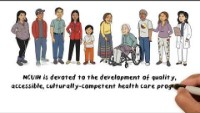 NCUIH is devoted to the development of quality,
accessible, culturally-competent health care